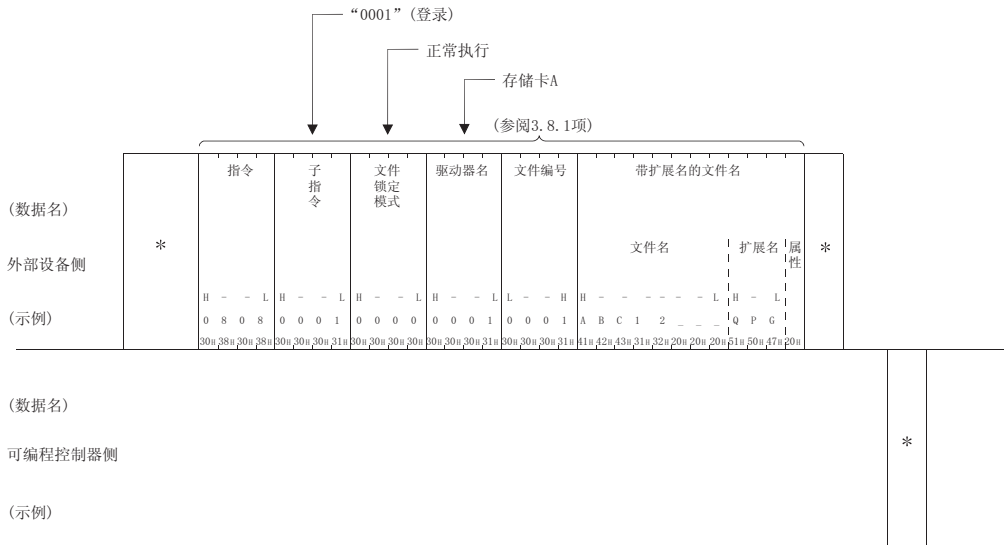 “0001”(登录)
正常执行
存储卡A
(参阅3.8.1项)
指令 子指令 文件锁定模式 驱动器名 文件编号 带扩展名的文件名
(数据名)
* 文件名 扩展名 属性 *
外部设备侧
H - - L H - - L H - - L H - - L L - - H H - - - - - - L H - L
(示例) 0 8 0 8 0 0 0 1 0 0 0 0 0 0 0 1 0 0 0 1 A B C 1 2 _ _ _ Q P G
30H 38H 30H 38H 30H 30H 30H 31H 30H 30H 30H 30H 30H 30H 30H 31H 30H 30H 30H 31H 41H 42H 43H 31H 32H 20H 20H 20H 51H 50H 47H 20H
(数据名)
*
可编程控制器侧
(示例)